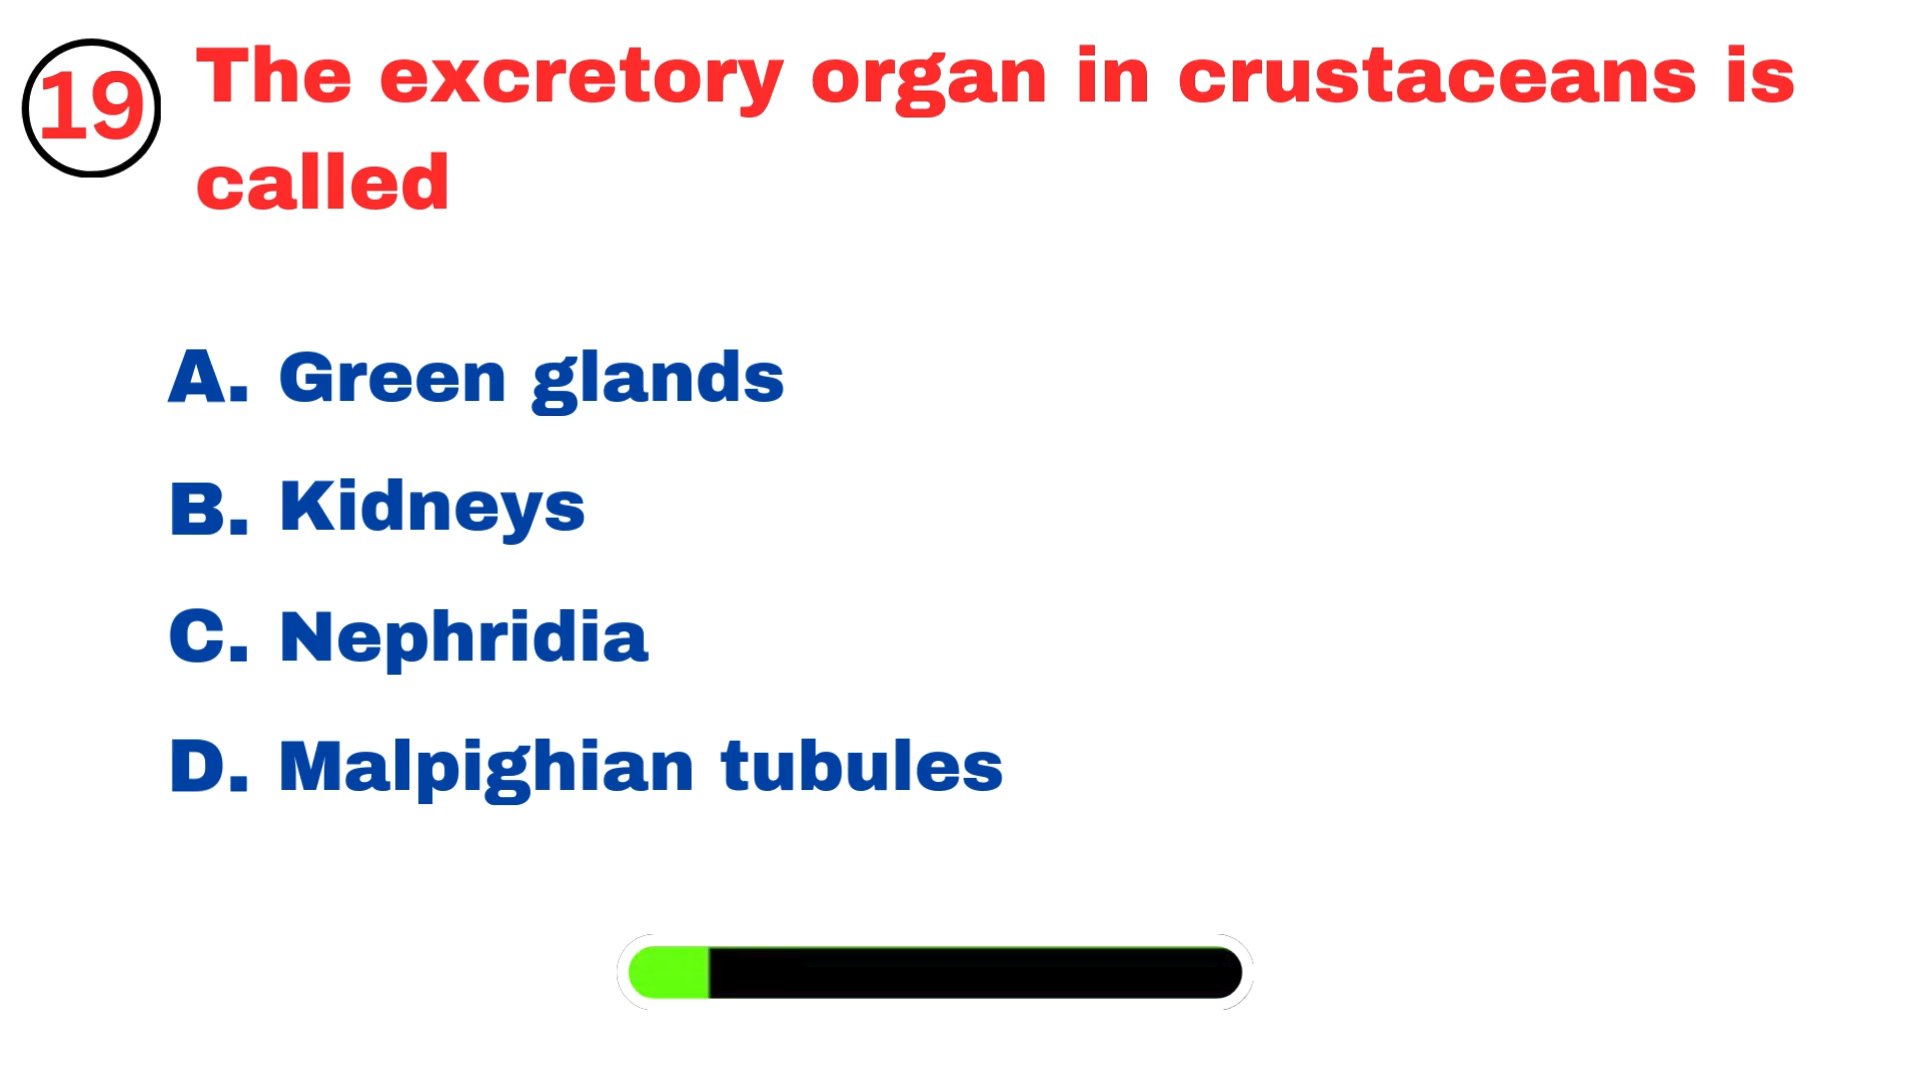 19 The excretory organ in crustaceans is
called
A. Green glands
B. Kidneys
C. Nephridia
D. Malpighian tubules